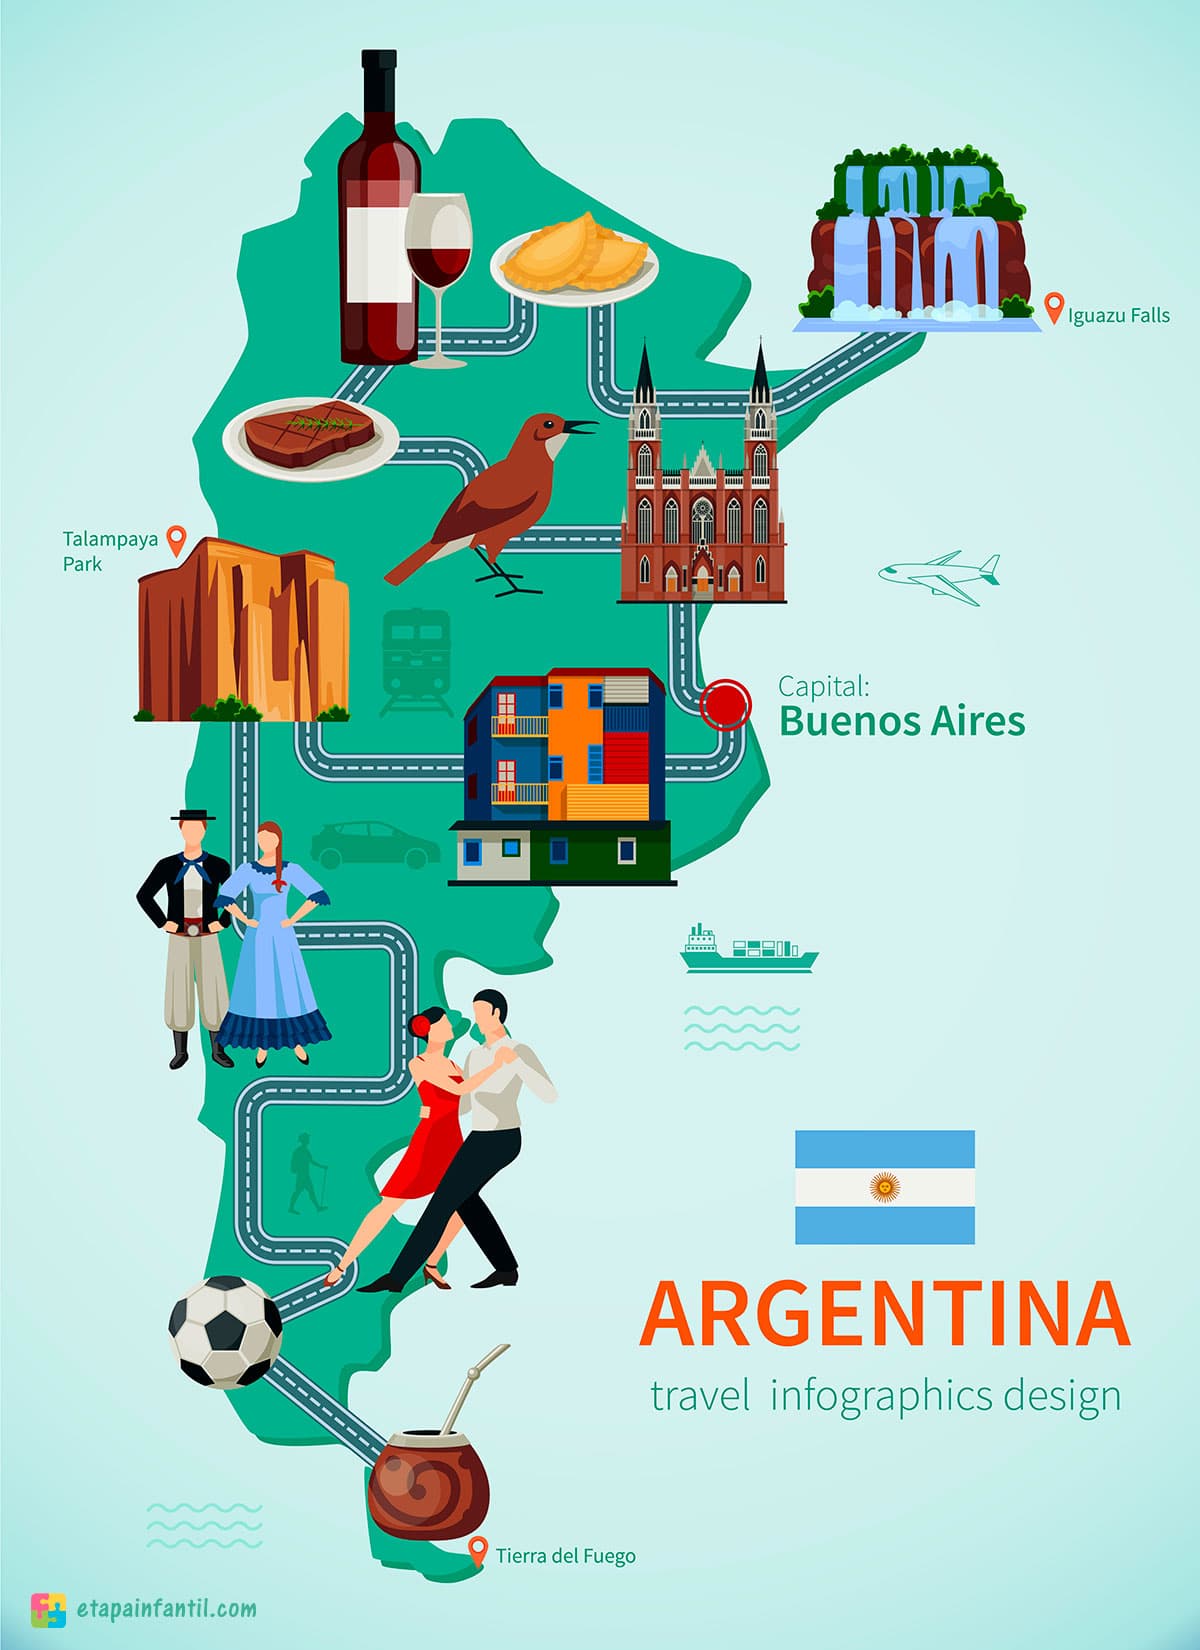 Iguazu Falls
Talampaya
Park
Capital:
Buenos Aires
ARGENTINA
travel infographics design
Tierra del Fuego
etapainfantil.com